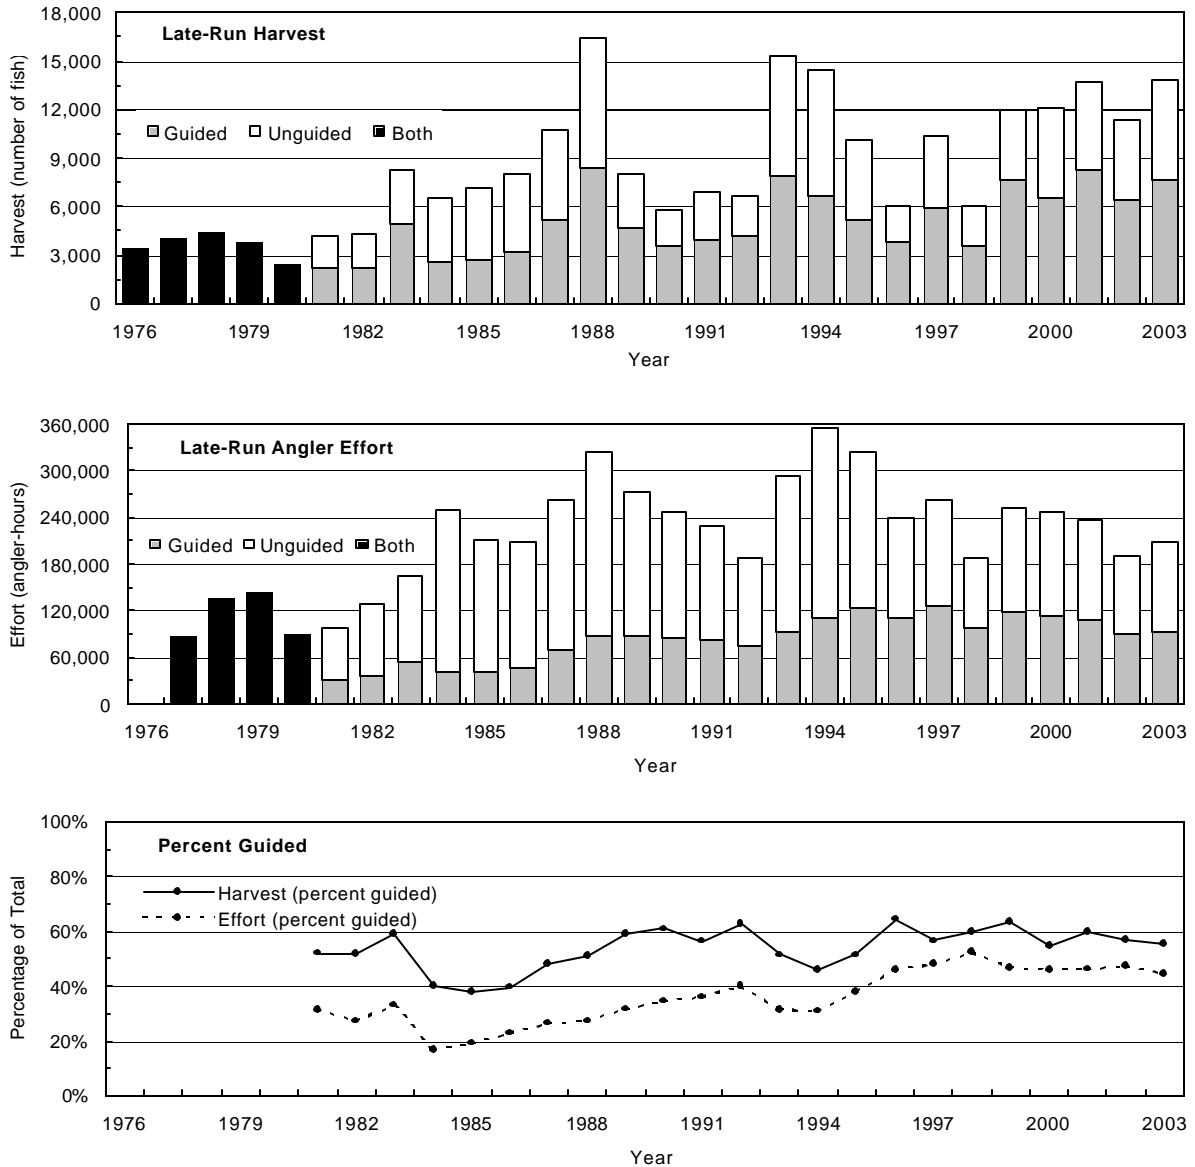 Late-Run Harvest
18,000
15,000
12,000
9,000
6,000
3,000
0
Harvest (number of fish)
Guided Unguided Both
1976 1979 1982 1985 1988 1991 1994 1997 2000 2003
Year
Late-Run Angler Effort
360,000
300,000
240,000
180,000
120,000
60,000
0
Effort (angler-hours)
Guided Unguided Both
1976 1979 1982 1985 1988 1991 1994 1997 2000 2003
Year
Percent Guided
100%
80%
60%
40%
20%
0%
Percentage of Total
Harvest (percent guided)
Effort (percent guided)
1976 1979 1982 1985 1988 1991 1994 1997 2000 2003
Year